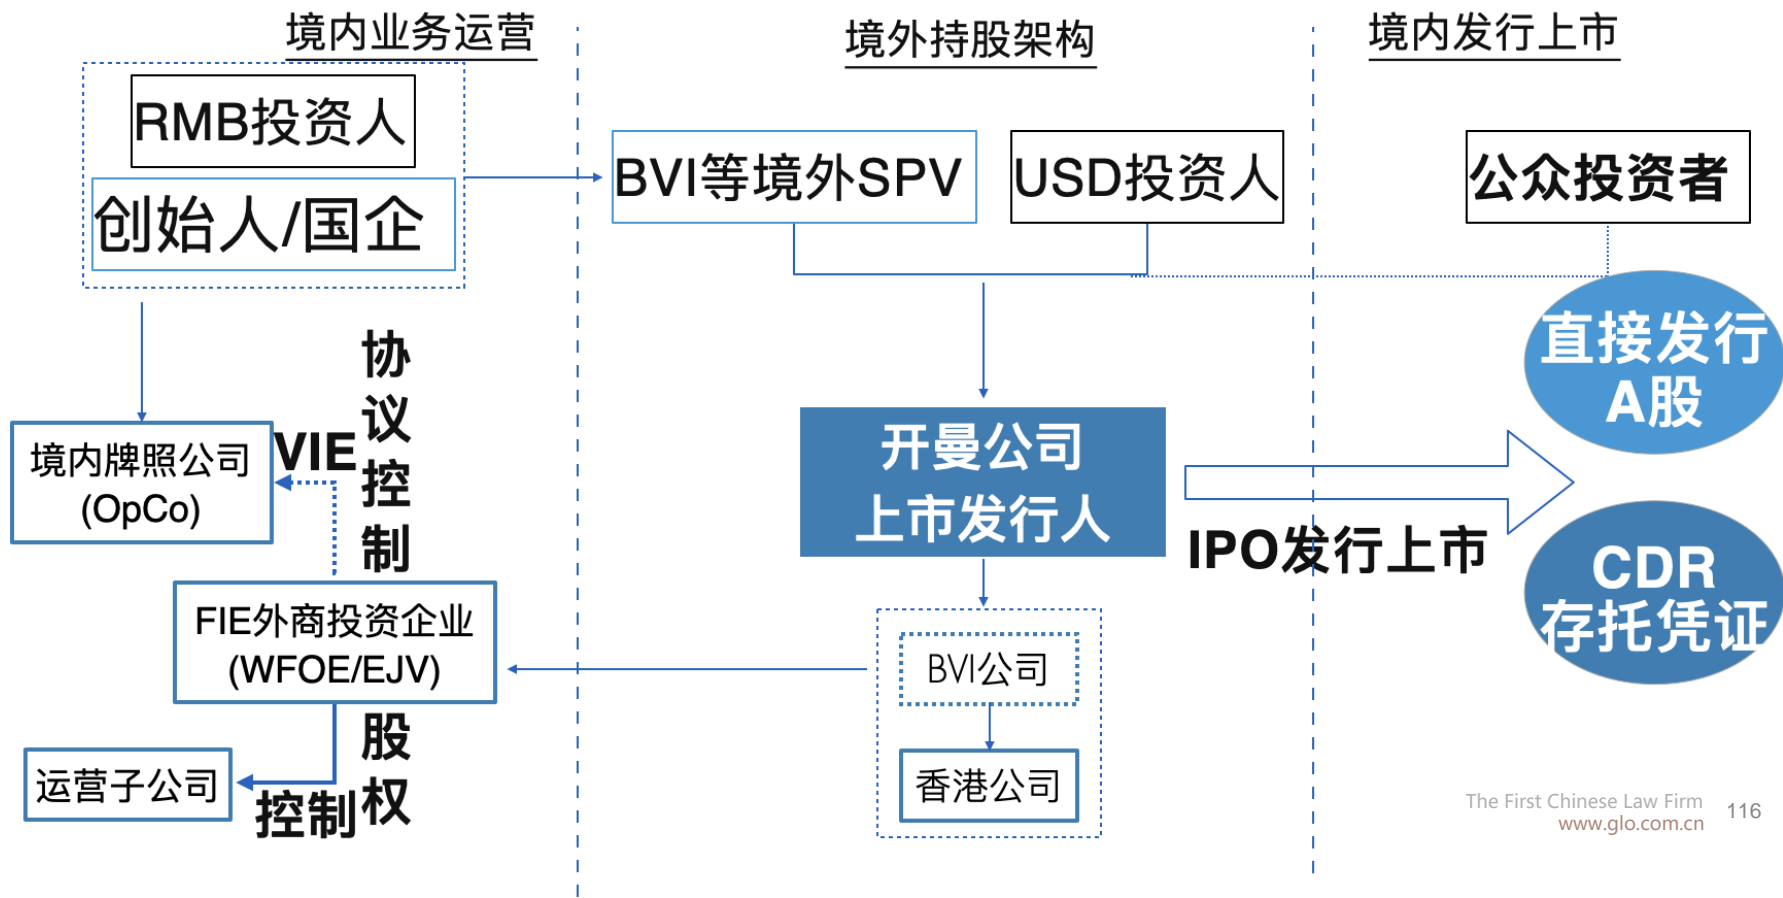 境内业务运营
境外持股架构
境内发行上市
RMB投资人
创始人/国企
BVI等境外SPV
USD投资人
公众投资者
直接发行
A股
协议控制
VIE
境内牌照公司
(OpCo)
开曼公司
上市发行人
IPO发行上市
CDR
存托凭证
FIE外商投资企业
(WFOE/EJV)
BVI公司
香港公司
股权
控制
运营子公司
The First Chinese Law Firm
www.glo.com.cn
116